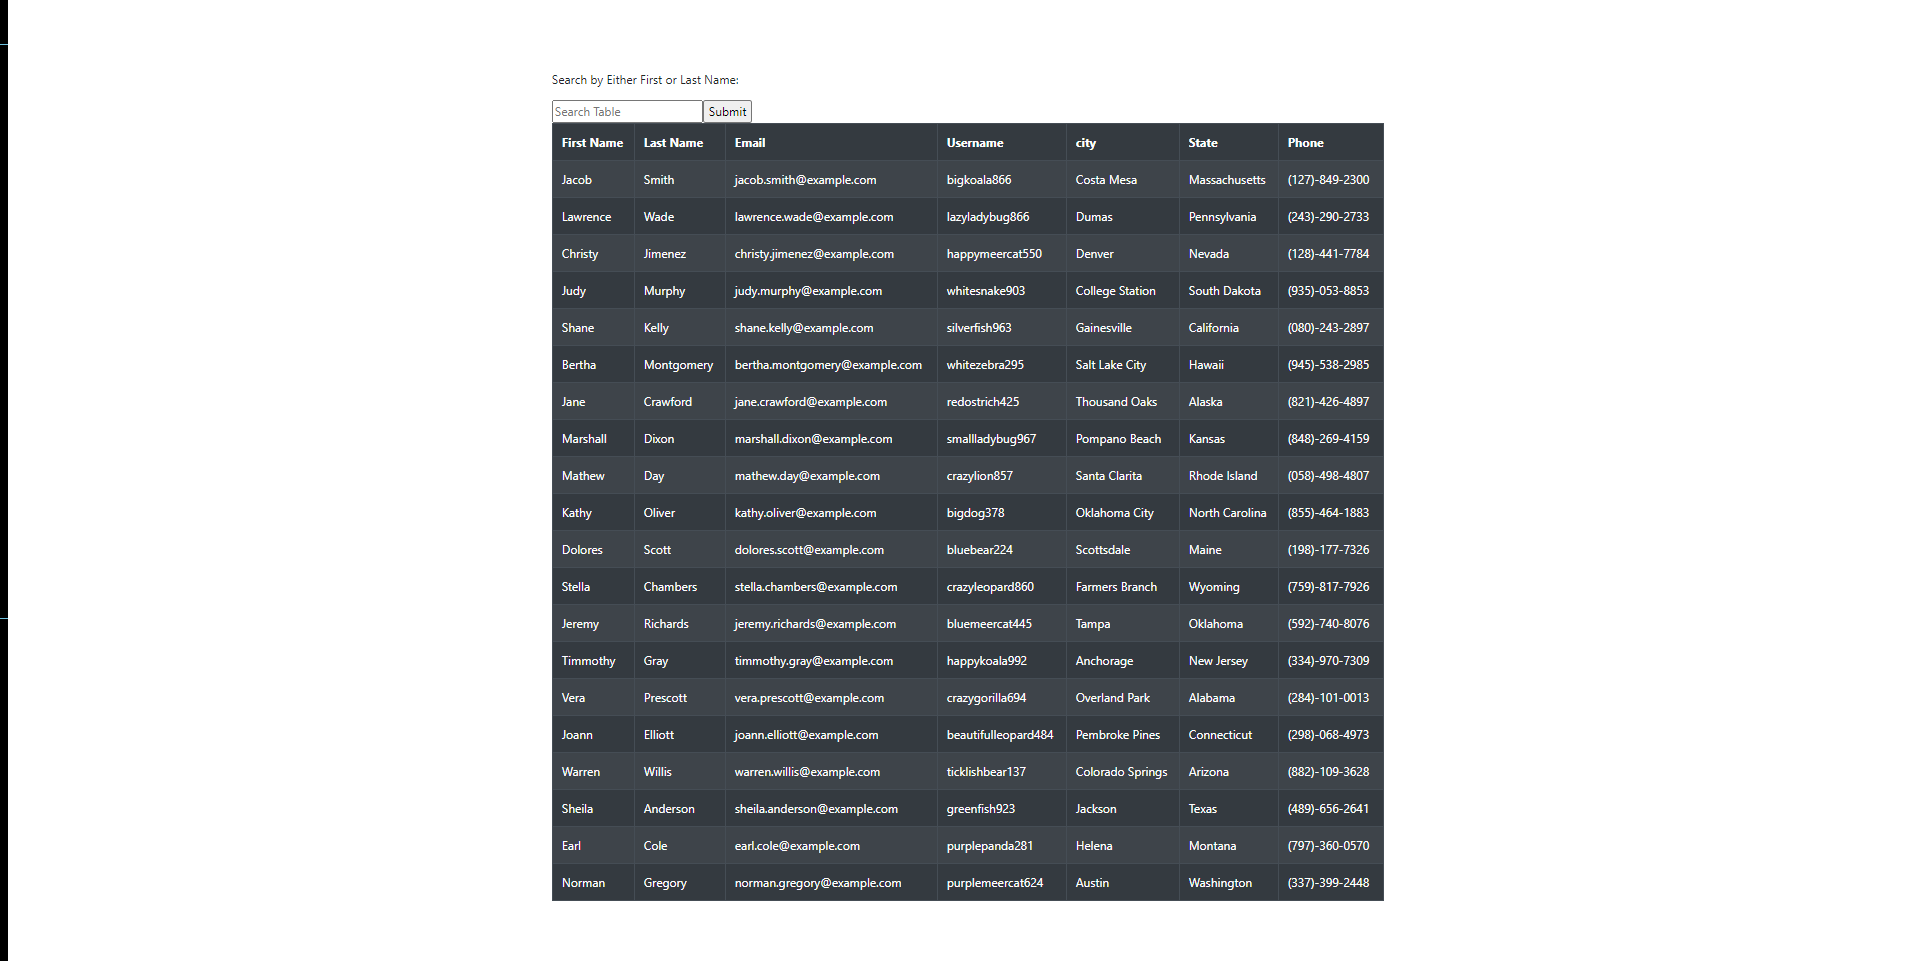 Search by Either First or Last Name:
Search Table Submit
First Name Last Name Email Username city State Phone
Jacob Smith jacob.smith@example.com bigkoala866 Costa Mesa Massachusetts (127)-849-2300
Lawrence Wade lawrence.wade@example.com lazyladybug866 Dumas Pennsylvania (243)-290-2733
Christy Jimenez christy.jimenez@example.com happymeercat550 Denver Nevada (128)-441-7784
Judy Murphy judy.murphy@example.com whitesnake903 College Station South Dakota (935)-053-8853
Shane Kelly shane.kelly@example.com silverfish963 Gainesville California (080)-243-2897
Bertha Montgomery bertha.montgomery@example.com whitezebra295 Salt Lake City Hawaii (945)-538-2985
Jane Crawford jane.crawford@example.com redostrich425 Thousand Oaks Alaska (821)-426-4897
Marshall Dixon marshall.dixon@example.com smallladybug967 Pompano Beach Kansas (848)-269-4159
Mathew Day mathew.day@example.com crazylion857 Santa Clarita Rhode Island (058)-498-4807
Kathy Oliver kathy.oliver@example.com bigdog378 Oklahoma City North Carolina (855)-464-1883
Dolores Scott dolores.scott@example.com bluebear224 Scottsdale Maine (198)-177-7326
Stella Chambers stella.chambers@example.com crazyleopard860 Farmers Branch Wyoming (759)-817-7926
Jeremy Richards jeremy.richards@example.com bluemeercat445 Tampa Oklahoma (592)-740-8076
Timmothy Gray timmothy.gray@example.com happykoala992 Anchorage New Jersey (334)-970-7309
Vera Prescott vera.prescott@example.com crazygorilla694 Overland Park Alabama (284)-101-0013
Joann Elliott joann.elliott@example.com beautifulleopard484 Pembroke Pines Connecticut (298)-068-4973
Warren Willis warren.willis@example.com ticklishbear137 Colorado Springs Arizona (882)-109-3628
Sheila Anderson sheila.anderson@example.com greenfish923 Jackson Texas (489)-656-2641
Earl Cole earl.cole@example.com purplepanda281 Helena Montana (797)-360-0570
Norman Gregory norman.gregory@example.com purplemeercat624 Austin Washington (337)-399-2448